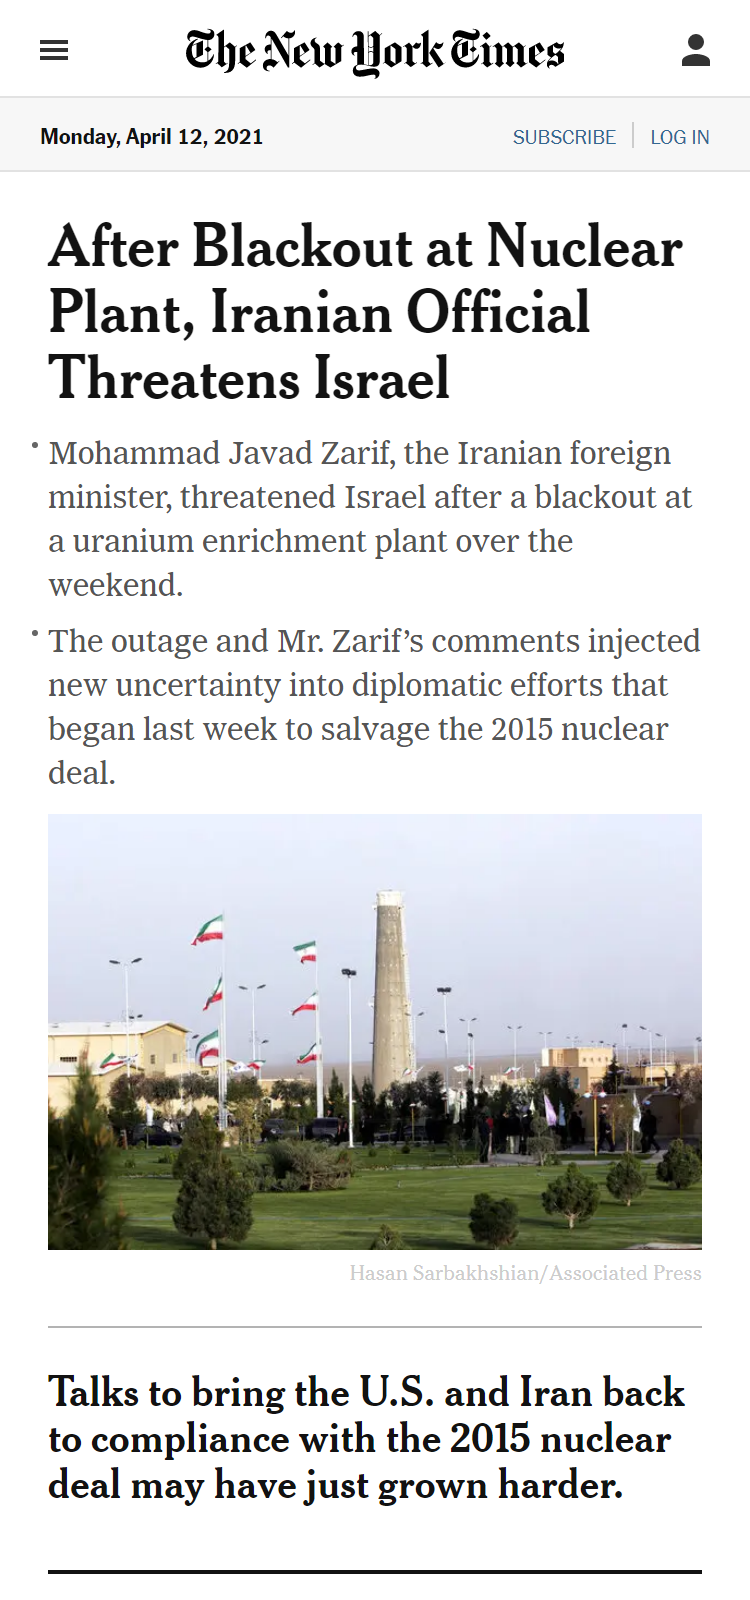 The New York Times
Monday, April 12, 2021
SUBSCRIBE
LOG IN
After Blackout at Nuclear
Plant, Iranian Official
Threatens Israel
• Mohammad Javad Zarif, the Iranian foreign
minister, threatened Israel after a blackout at
a uranium enrichment plant over the
weekend.
• The outage and Mr. Zarif’s comments injected
new uncertainty into diplomatic efforts that
began last week to salvage the 2015 nuclear
deal.
Hasan Sarbakhshian/Associated Press
Talks to bring the U.S. and Iran back
to compliance with the 2015 nuclear
deal may have just grown harder.